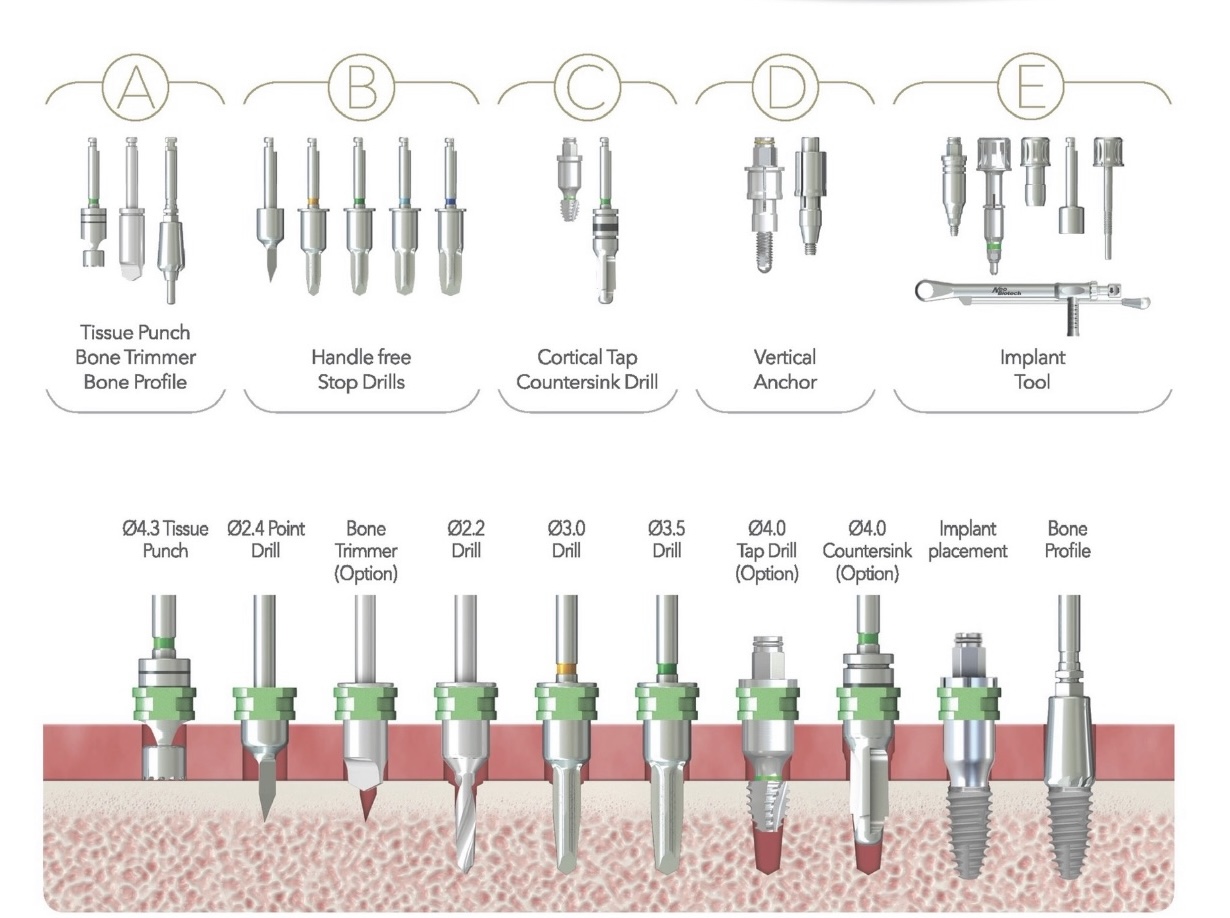 A
B
C
D
E
Neo
Biotech
Tissue Punch
Bone Trimmer
Bone Profile
Handle free
Stop Drills
Cortical Tap
Countersink Drill
Vertical
Anchor
Implant
Tool
Ø4.3 Tissue
Punch
Ø2.4 Point
Drill
Bone
Trimmer
(Option)
Ø2.2
Drill
Ø3.0
Drill
Ø3.5
Drill
Ø4.0
Tap Drill
(Option)
Ø4.0
Countersink
(Option)
Implant
placement
Bone
Profile